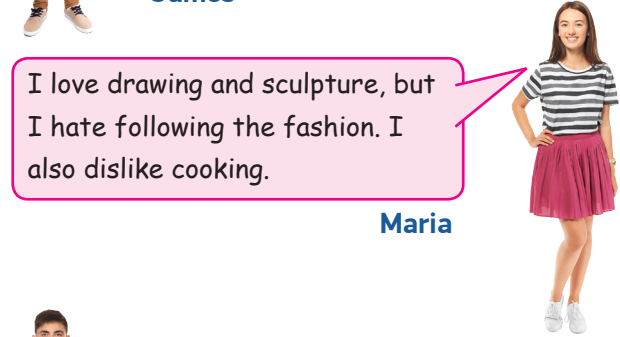 I love drawing and sculpture, but
I hate following the fashion. I
also dislike cooking.
Maria